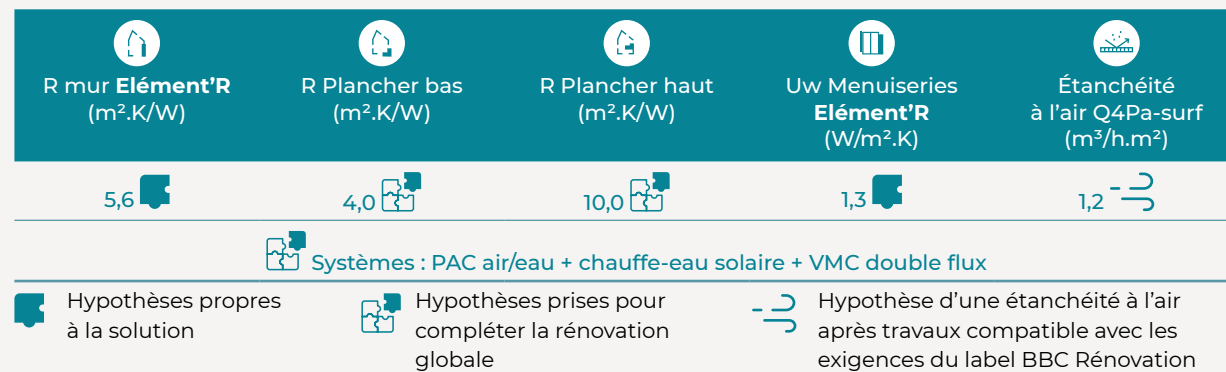 R mur Elément'R
(m².K/W)
R Plancher bas
(m².K/W)
R Plancher haut
(m².K/W)
Uw Menuiseries
Elément'R
(W/m².K)
Étanchéité
à l'air Q4Pa-surf
(m³/h.m²)
5,6
4,0
10,0
1,3
1,2
Systèmes : PAC air/eau + chauffe-eau solaire + VMC double flux
Hypothèses propres
à la solution
Hypothèses prises pour
compléter la rénovation
globale
Hypothèse d'une étanchéité à l'air
après travaux compatible avec les
exigences du label BBC Rénovation